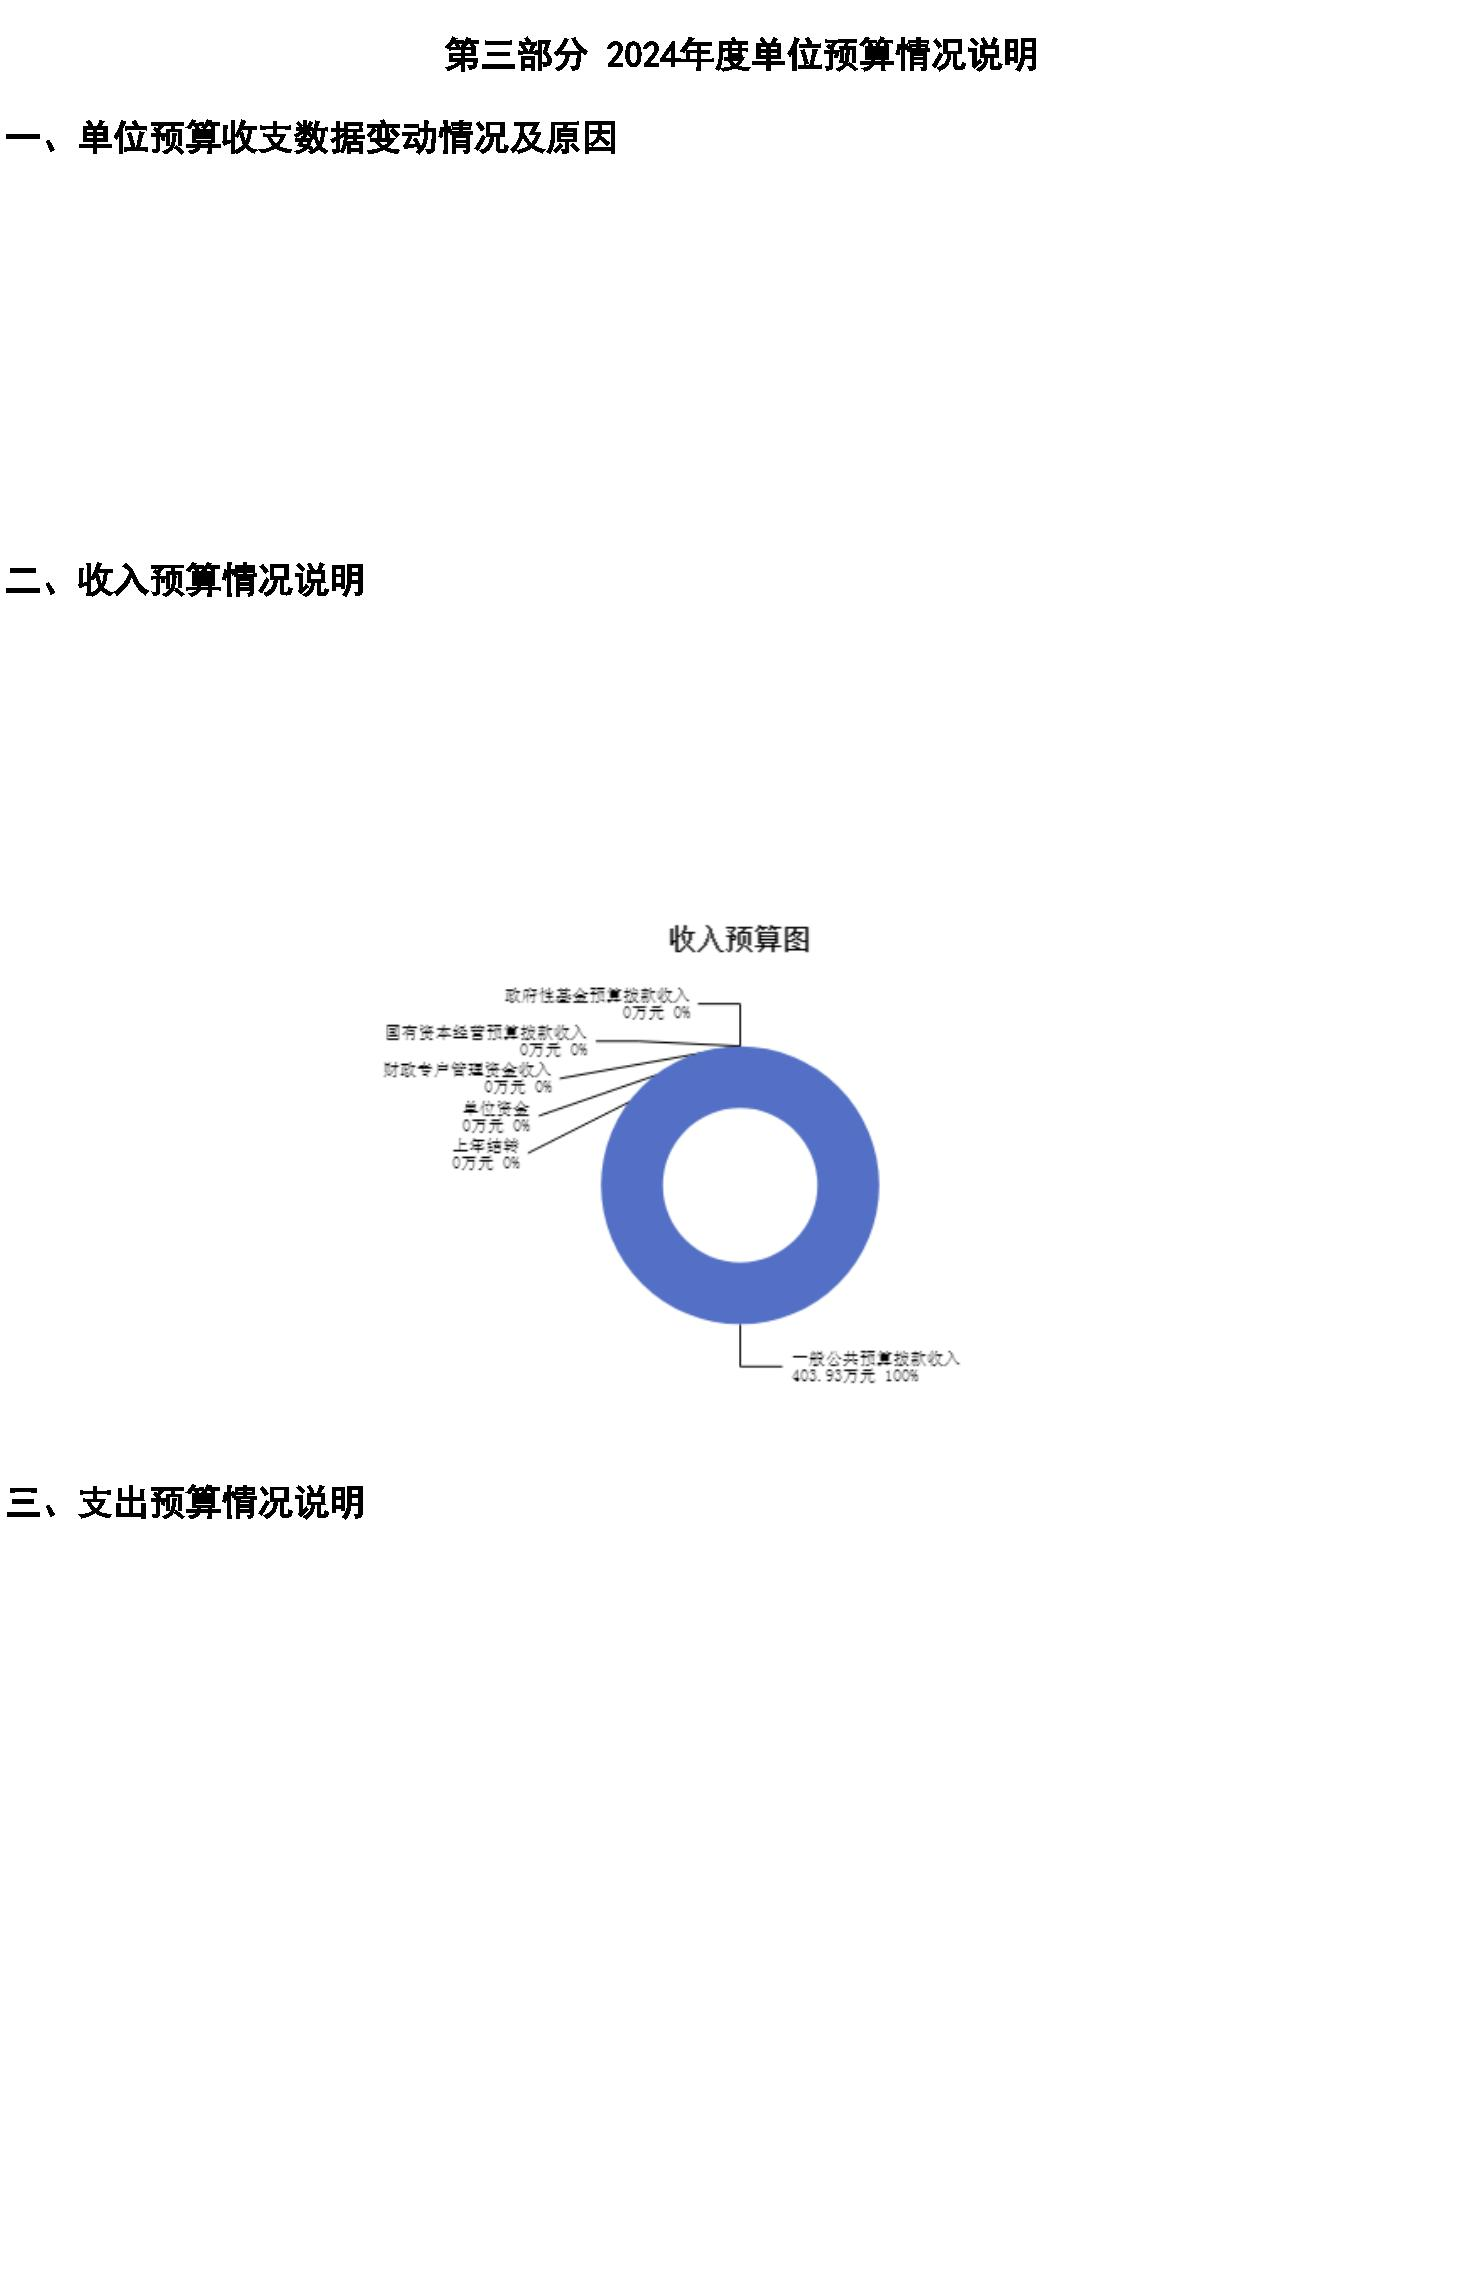 第三部分 2024年度单位预算情况说明
一、单位预算收支数据变动情况及原因
二、收入预算情况说明
收入预算图
政府性基金预算拨款收入
0万元 0%
国有资本经营预算拨款收入
0万元 0%
财政专户管理资金收入
0万元 0%
单位资金
0万元 0%
上年结转
0万元 0%
一般公共预算拨款收入
403.93万元 100%
三、支出预算情况说明